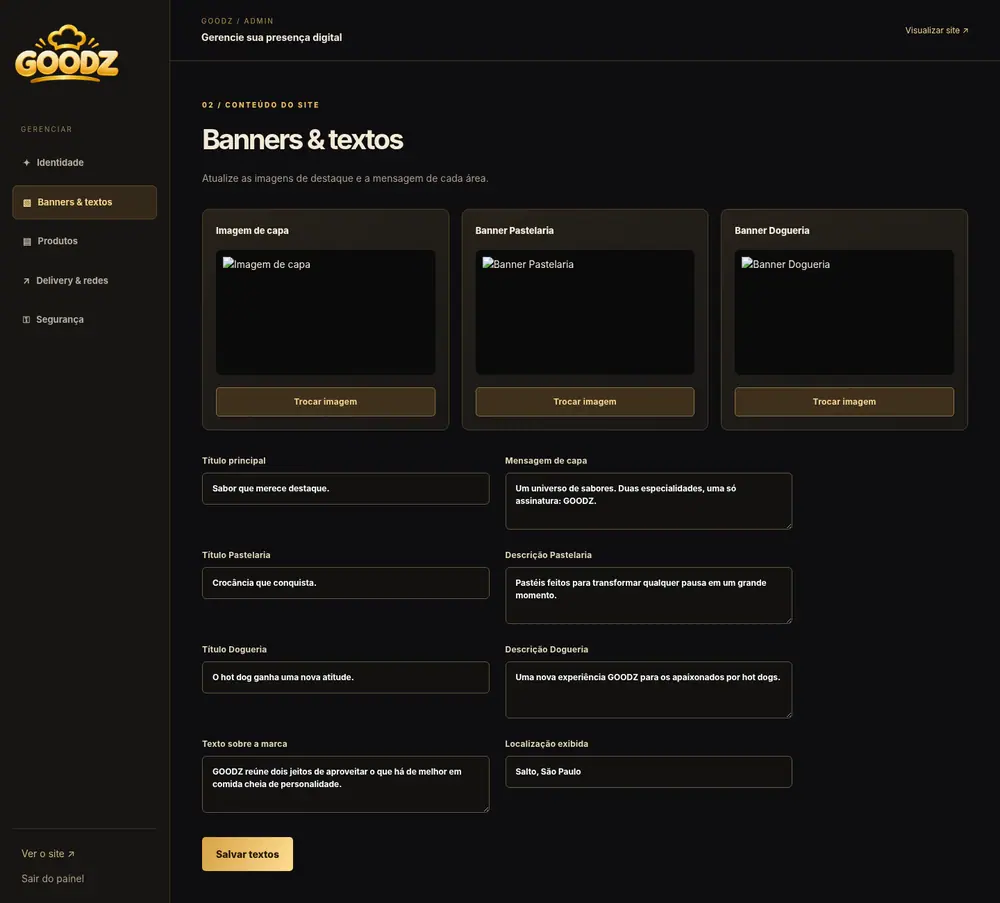 GOODZ
GERENCIAR
Identidade
Banners & textos
Produtos
Delivery & redes
Segurança
Ver o site ↗
Sair do painel
GOODZ / ADMIN
Gerencie sua presença digital
Visualizar site ↗
02 / CONTEÚDO DO SITE
Banners & textos
Atualize as imagens de destaque e a mensagem de cada área.
Imagem de capa
Imagem de capa
Trocar imagem
Banner Pastelaria
Banner Pastelaria
Trocar imagem
Banner Dogueria
Banner Dogueria
Trocar imagem
Título principal
Sabor que merece destaque.
Mensagem de capa
Um universo de sabores. Duas especialidades, uma só
assinatura: GOODZ.
Título Pastelaria
Crocância que conquista.
Descrição Pastelaria
Pastéis feitos para transformar qualquer pausa em um grande
momento.
Título Dogueria
O hot dog ganha uma nova atitude.
Descrição Dogueria
Uma nova experiência GOODZ para os apaixonados por hot dogs.
Texto sobre a marca
GOODZ reúne dois jeitos de aproveitar o que há de melhor em
comida cheia de personalidade.
Localização exibida
Salto, São Paulo
Salvar textos